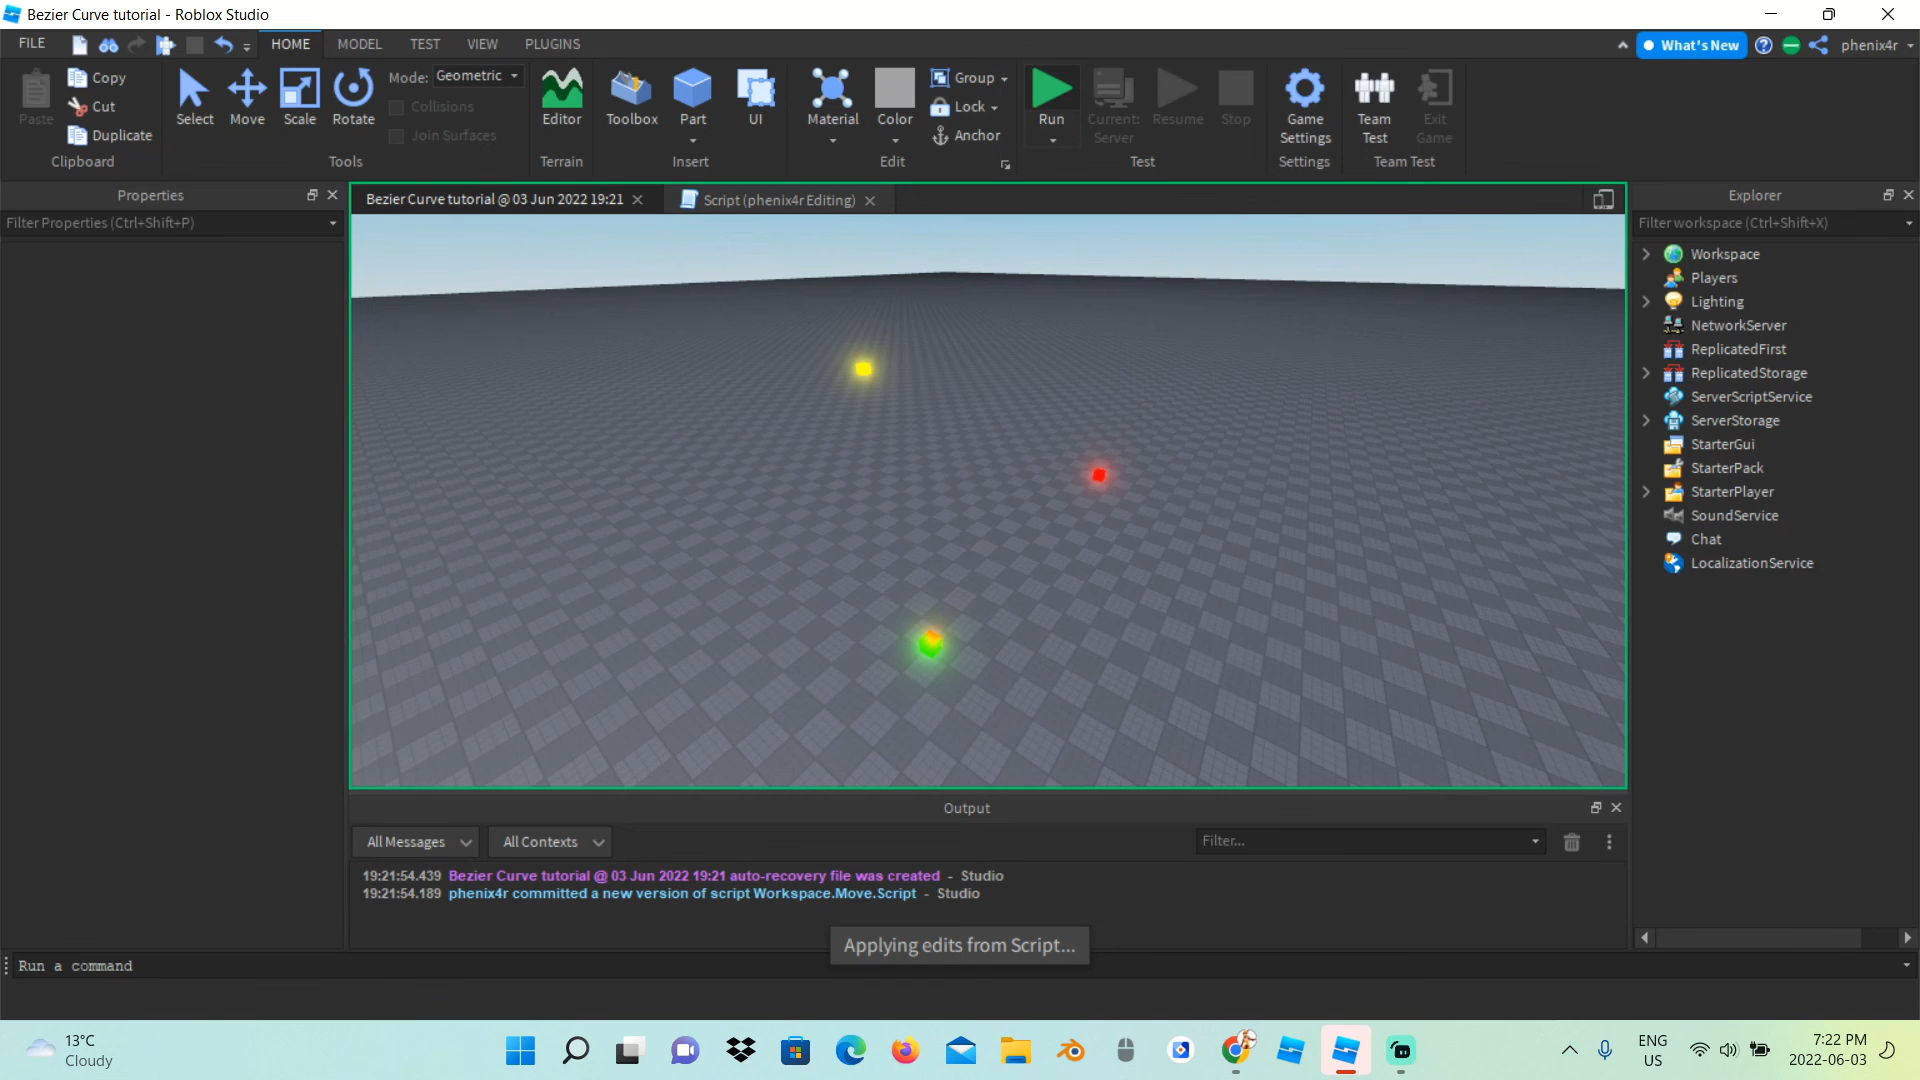 Bezier Curve tutorial - Roblox Studio
FILE
HOME
MODEL
TEST
VIEW
PLUGINS
What's New
phenix4r
Paste
Copy
Cut
Duplicate
Clipboard
Select
Move
Scale
Rotate
Mode: Geometric
Collisions
Join Surfaces
Tools
Editor
Terrain
Toolbox
Part
UI
Insert
Material
Color
Group
Lock
Anchor
Edit
Run
Current:
Server
Resume
Stop
Test
Game
Settings
Settings
Team
Test
Exit
Game
Team Test
Properties
Filter Properties (Ctrl+Shift+P)
Bezier Curve tutorial @ 03 Jun 2022 19:21
Script (phenix4r Editing)
Explorer
Filter workspace (Ctrl+Shift+X)
Workspace
Players
Lighting
NetworkServer
ReplicatedFirst
ReplicatedStorage
ServerScriptService
ServerStorage
StarterGui
StarterPack
StarterPlayer
SoundService
Chat
LocalizationService
Output
All Messages
All Contexts
Filter...
19:21:54.439 Bezier Curve tutorial @ 03 Jun 2022 19:21 auto-recovery file was created - Studio
19:21:54.189 phenix4r committed a new version of script Workspace.Move.Script - Studio
Applying edits from Script...
Run a command
13°C
Cloudy
ENG
US
7:22 PM
2022-06-03